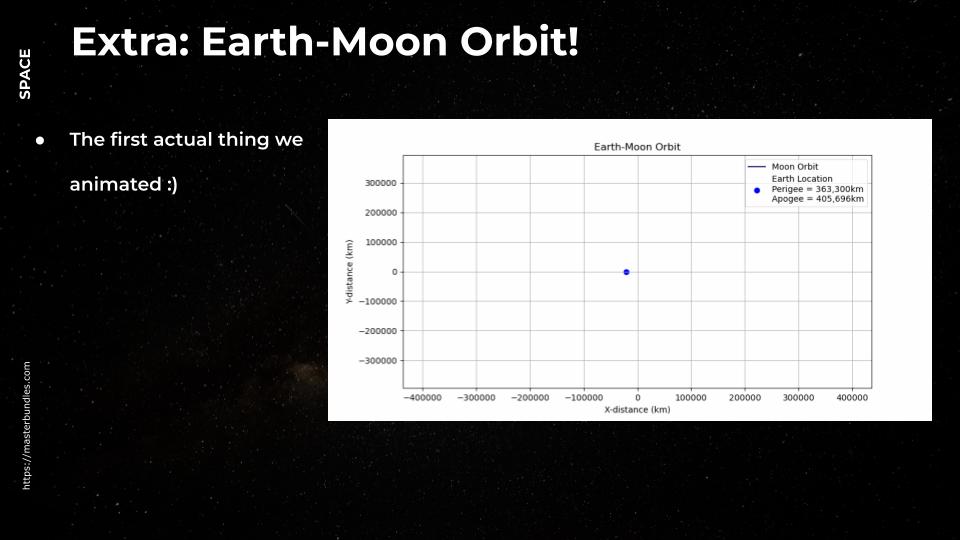 Extra: Earth-Moon Orbit!
SPACE
● The first actual thing we
animated :)
Earth-Moon Orbit
Moon Orbit
Earth Location
Perigee = 363,300km
Apogee = 405,696km
Y-distance (km)
300000
200000
100000
0
−100000
−200000
−300000
−400000 −300000 −200000 −100000 0 100000 200000 300000 400000
X-distance (km)
https://masterbundles.com